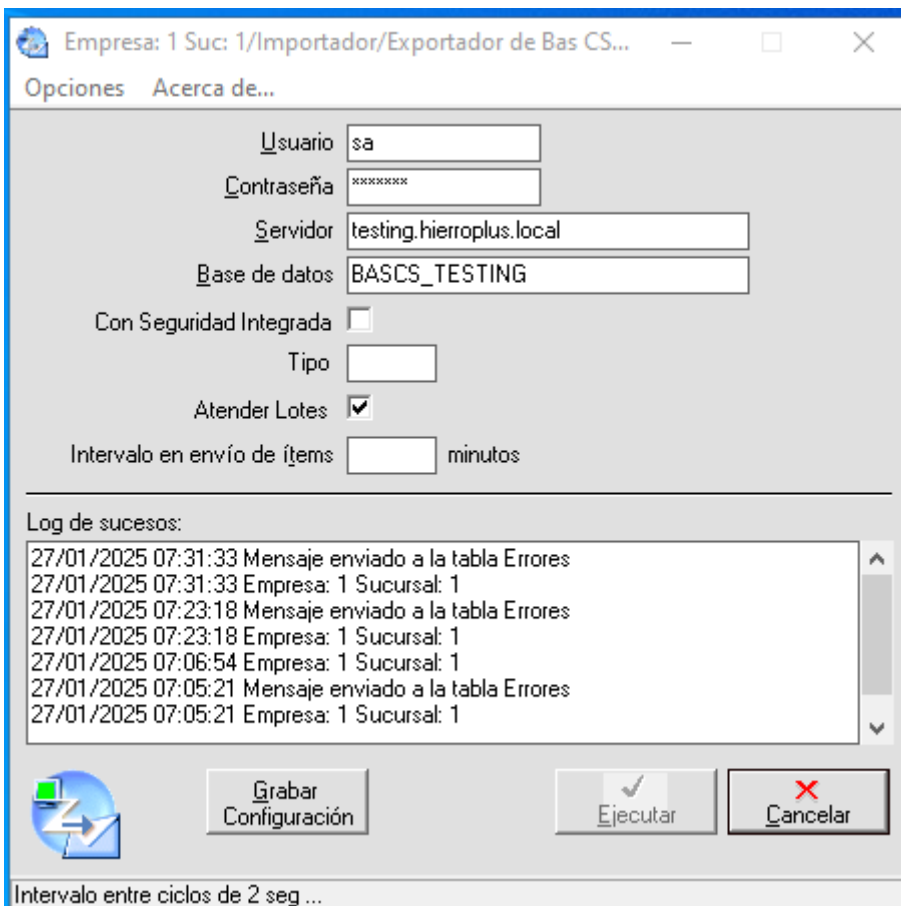 Empresa: 1 Suc: 1/Importador/Exportador de Bas CS...
Opciones Acerca de...
Usuario sa
Contraseña *******
Servidor testing.hierroplus.local
Base de datos BASCS_TESTING
Con Seguridad Integrada
Tipo
Atender Lotes
Intervalo en envío de ítems minutos
Log de sucesos:
27/01/2025 07:31:33 Mensaje enviado a la tabla Errores
27/01/2025 07:31:33 Empresa: 1 Sucursal: 1
27/01/2025 07:23:18 Mensaje enviado a la tabla Errores
27/01/2025 07:23:18 Empresa: 1 Sucursal: 1
27/01/2025 07:06:54 Empresa: 1 Sucursal: 1
27/01/2025 07:05:21 Mensaje enviado a la tabla Errores
27/01/2025 07:05:21 Empresa: 1 Sucursal: 1
Grabar
Configuración
Ejecutar
Cancelar
Intervalo entre ciclos de 2 seg ...